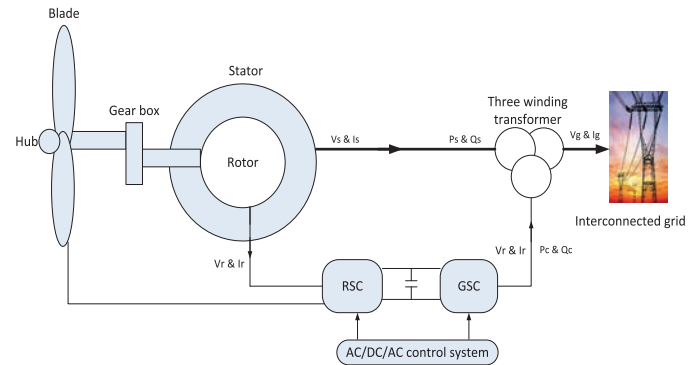 Blade
Stator
Gear box
Three winding
transformer
Hub
Rotor
Vs & Is
Ps & Qs
Vg & Ig
Interconnected grid
Vr & Ir
Vr & Ir
Pc & Qc
RSC
GSC
AC/DC/AC control system